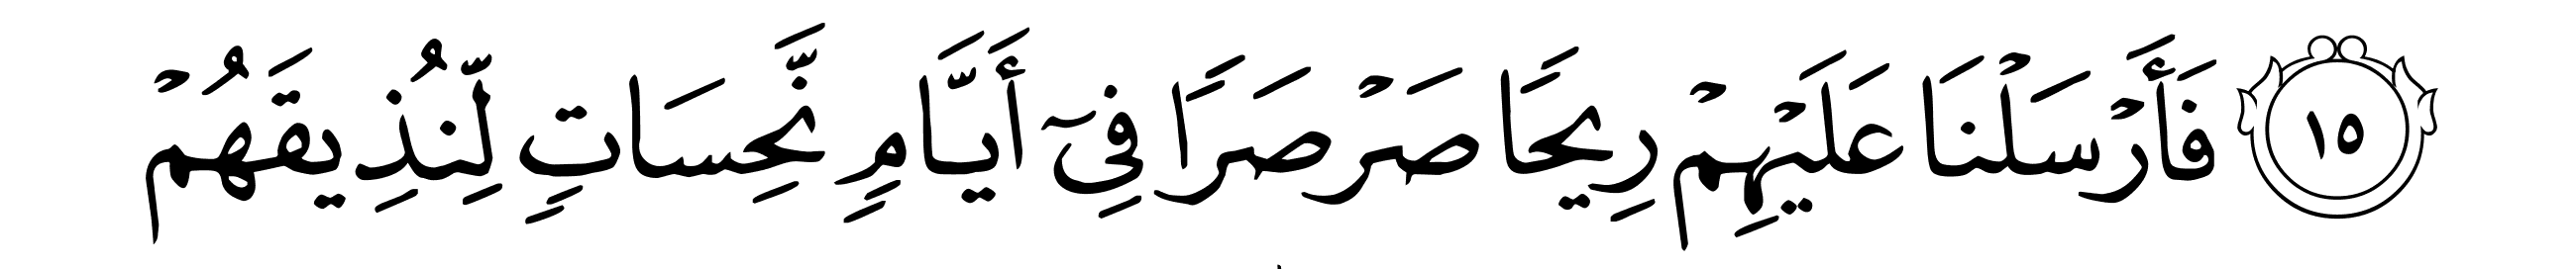 ١٥ فَأَرْسَلْنَا عَلَيْهِمْ رِيحًا صَرْصَرًا فِىٓ أَيَّامٍ نَّحِسَاتٍ لِّنُذِيقَهُمْ